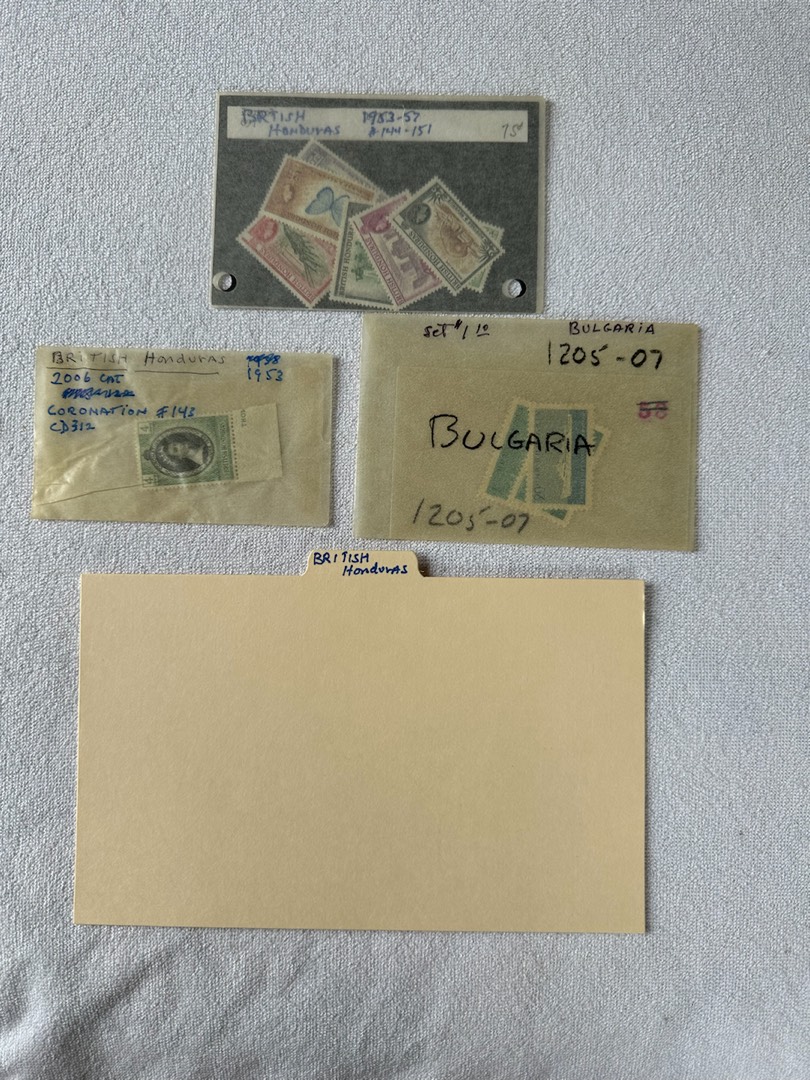 BRITISH 1953-57
HONDURAS 144-151
75¢
BRITISH Honduras
2006 CAT 1953
CORONATION #143
CD312
set #1 10 BULGARIA
1205-07
50
BULGARIA
1205-07
BRITISH
Honduras